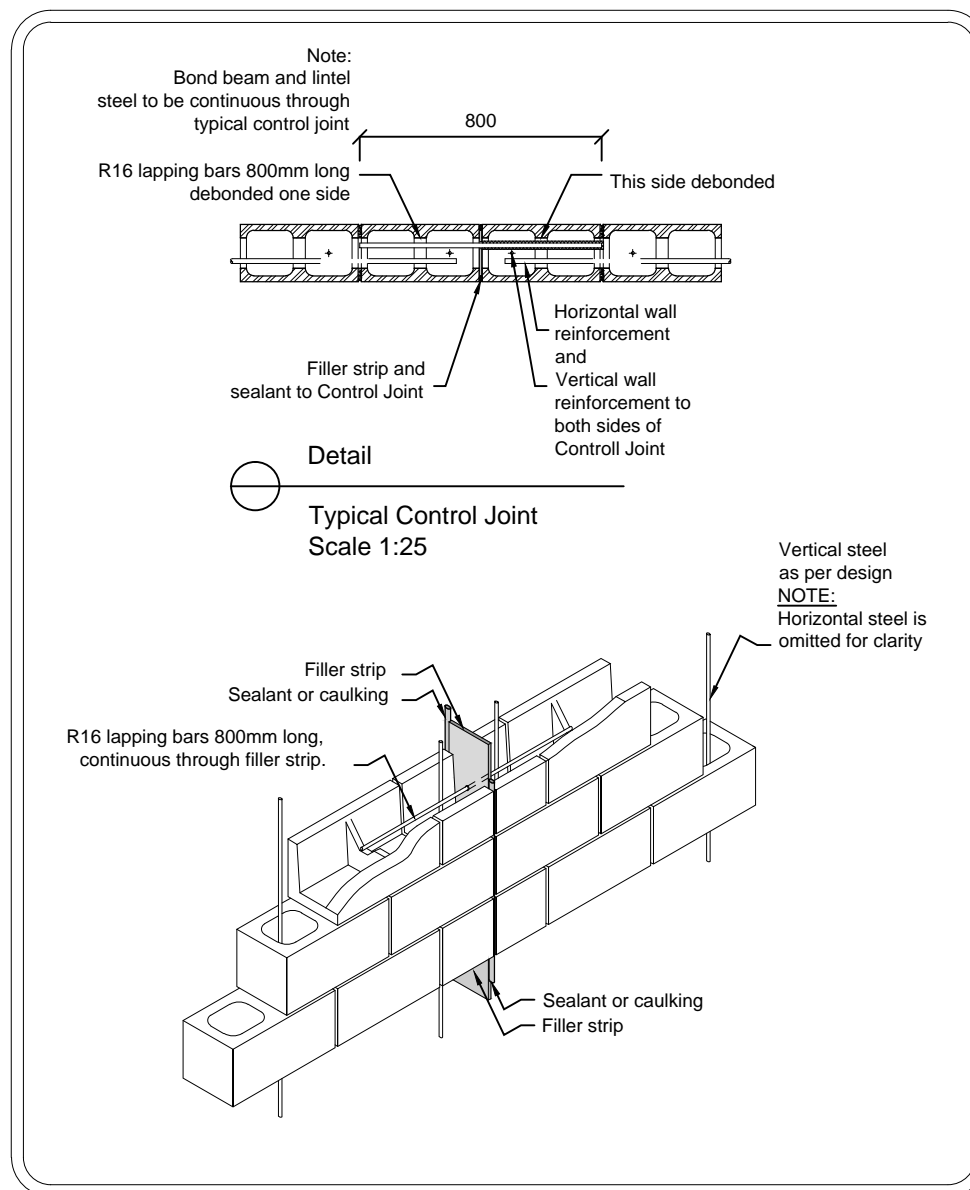 Note:
Bond beam and lintel
steel to be continuous through
typical control joint
800
R16 lapping bars 800mm long
debonded one side
This side debonded
Filler strip and
sealant to Control Joint
Horizontal wall
reinforcement
and
Vertical wall
reinforcement to
both sides of
Controll Joint
Detail
Typical Control Joint
Scale 1:25
Vertical steel
as per design
NOTE:
Horizontal steel is
omitted for clarity
Filler strip
Sealant or caulking
R16 lapping bars 800mm long,
continuous through filler strip.
Sealant or caulking
Filler strip